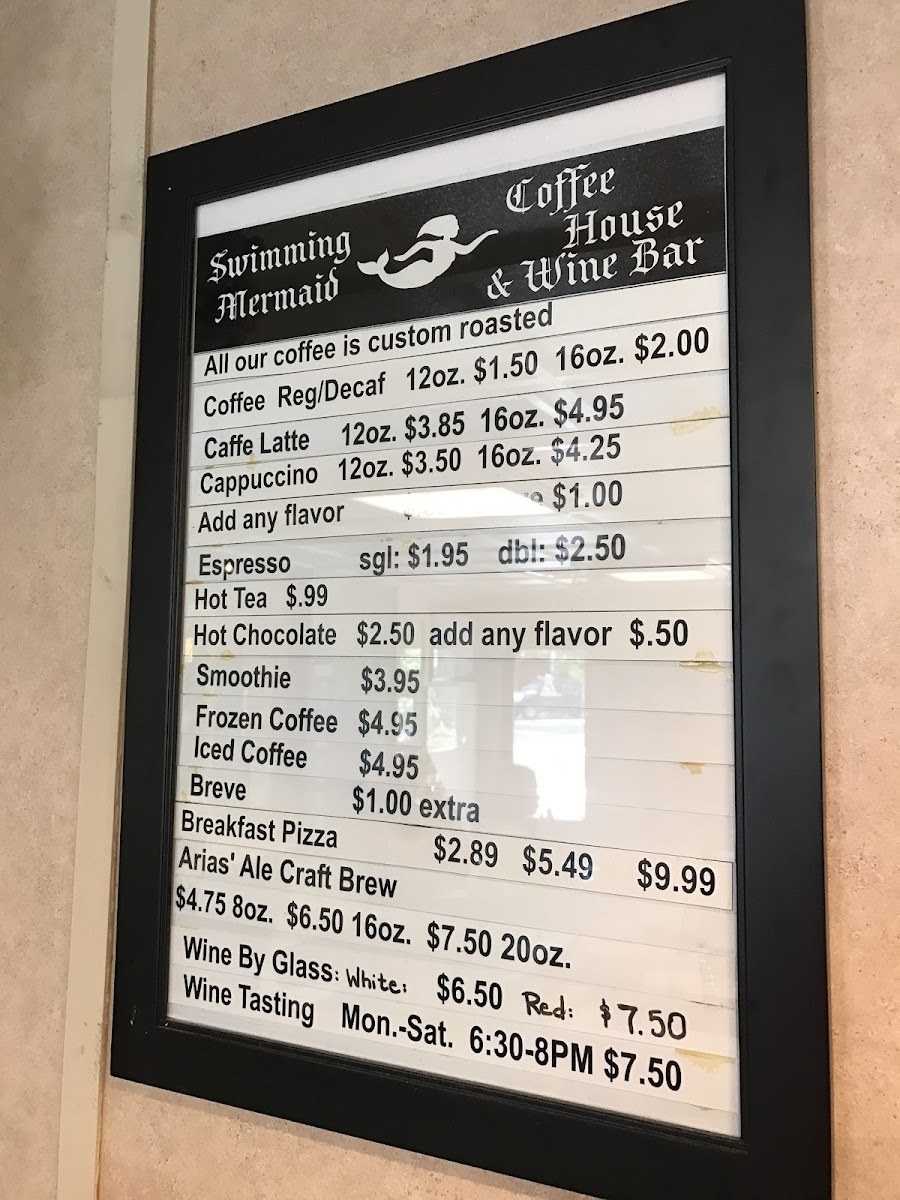 Swimming Mermaid
Coffee House & Wine Bar
All our coffee is custom roasted
Coffee Reg/Decaf 12oz. $1.50 16oz. $2.00
Caffe Latte 12oz. $3.85 16oz. $4.95
Cappuccino 12oz. $3.50 16oz. $4.25
Add any flavor $1.00
Espresso sgl: $1.95 dbl: $2.50
Hot Tea $.99
Hot Chocolate $2.50 add any flavor $.50
Smoothie $3.95
Frozen Coffee $4.95
Iced Coffee $4.95
Breve $1.00 extra
Breakfast Pizza $2.89 $5.49 $9.99
Arias' Ale Craft Brew
$4.75 8oz. $6.50 16oz. $7.50 20oz.
Wine By Glass: White: $6.50 Red: $7.50
Wine Tasting Mon.-Sat. 6:30-8PM $7.50